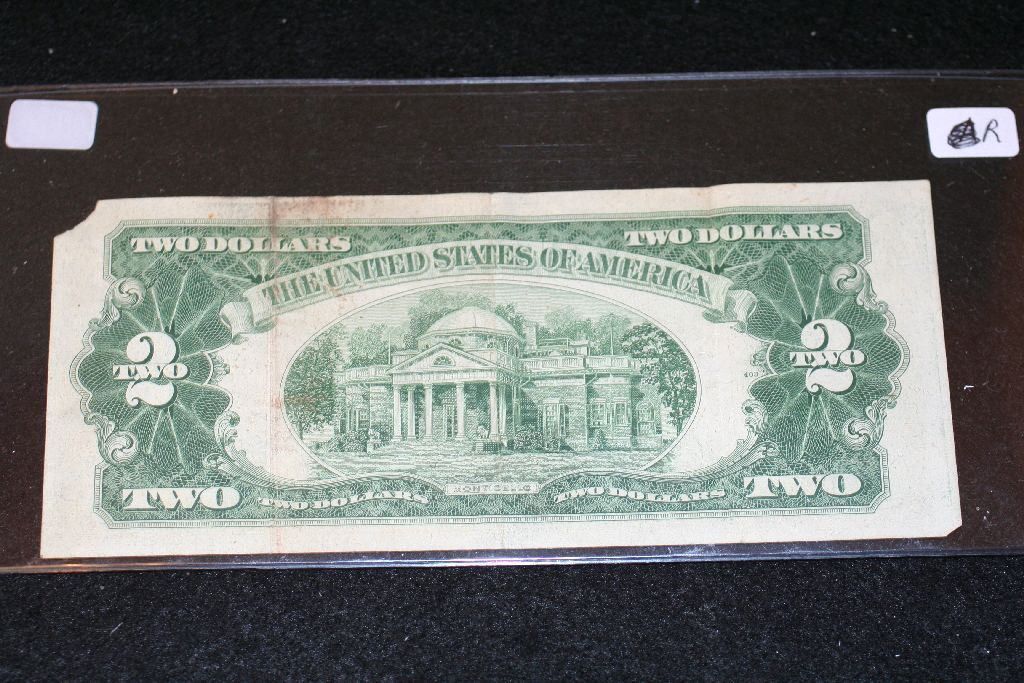 R
TWO DOLLARS TWO DOLLARS
THE UNITED STATES OF AMERICA
2 2
TWO TWO
TWO TWO DOLLARS MONTICELLO TWO DOLLARS TWO